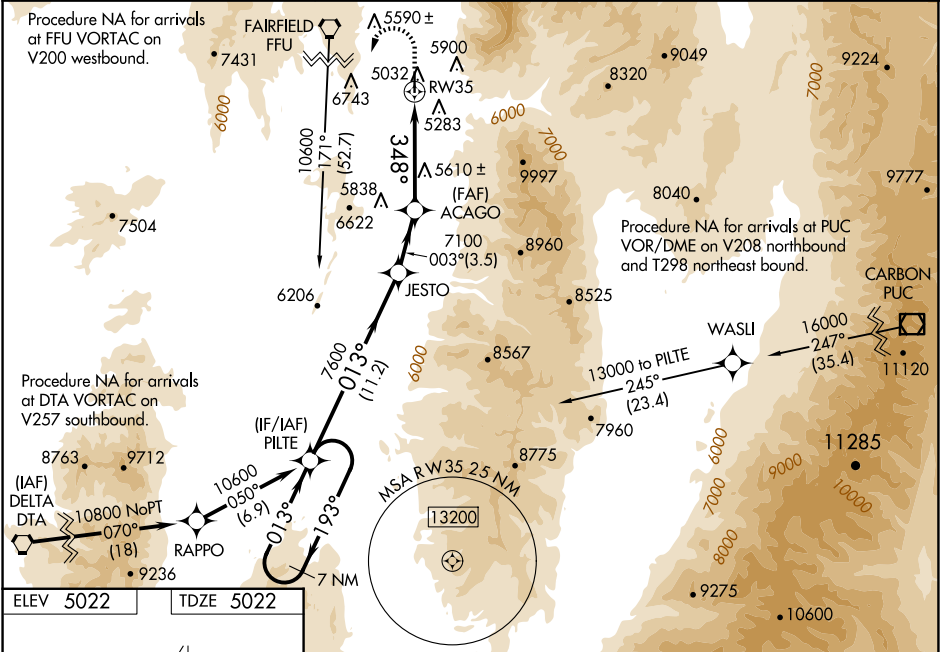 Procedure NA for arrivals
at FFU VORTAC on
V200 westbound.
FAIRFIELD
FFU
5590 ±
7431
6743
5032
5900
RW35
5283
9049
8320
9224
7000
6000
6000
7000
10600
171°
(52.7)
348°
5610 ±
9997
9777
5838
6622
(FAF)
ACAGO
8040
7504
Procedure NA for arrivals at PUC
VOR/DME on V208 northbound
and T298 northeast bound.
7100
003°(3.5)
8960
JESTO
6206
8525
CARBON
PUC
WASLI
16000
247°
(35.4)
11120
7600
013°
(11.2)
6000
8567
13000 to PILTE
245°
(23.4)
7960
Procedure NA for arrivals
at DTA VORTAC on
V257 southbound.
(IF/IAF)
PILTE
8763
9712
8775
6000
7000
9000
11285
10000
(IAF)
DELTA
DTA
10800 NoPT
070°
(18)
10600
050°
(6.9)
RAPPO
013°
193°
7 NM
MSA RW35 25 NM
13200
8000
9236
9275
10600
ELEV 5022
TDZE 5022